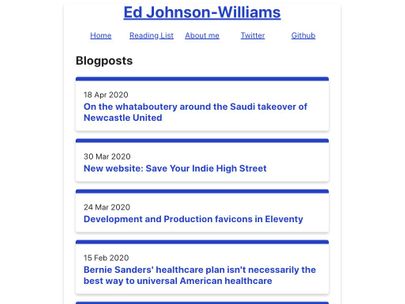 Ed Johnson-Williams
Home Reading List About me Twitter Github
Blogposts
18 Apr 2020
On the whataboutery around the Saudi takeover of
Newcastle United
30 Mar 2020
New website: Save Your Indie High Street
24 Mar 2020
Development and Production favicons in Eleventy
15 Feb 2020
Bernie Sanders' healthcare plan isn't necessarily the
best way to universal American healthcare